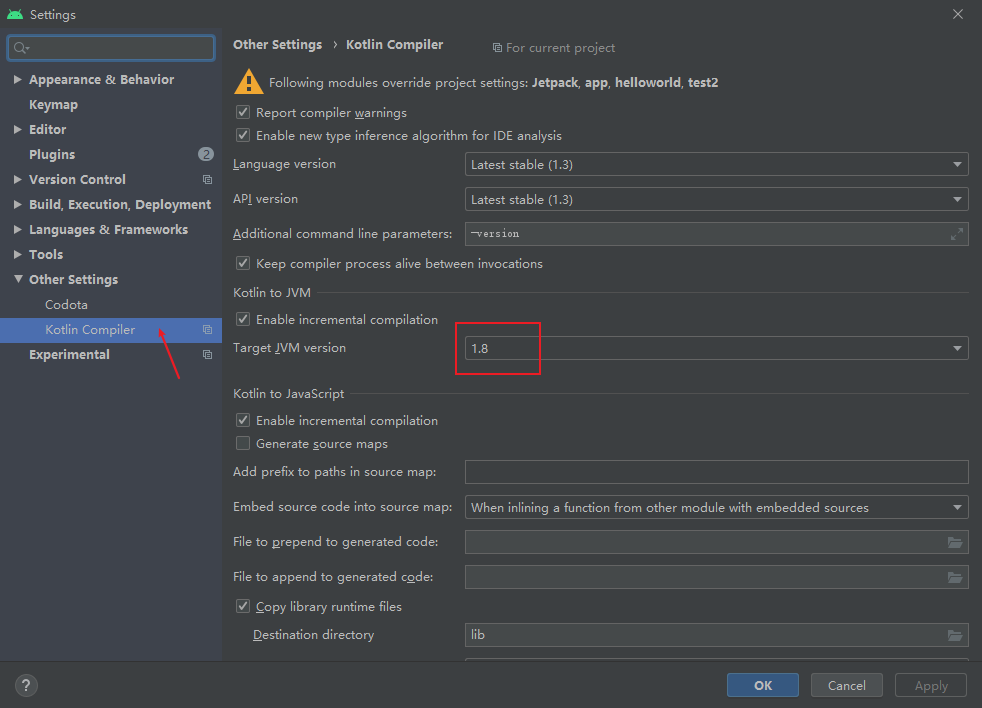 Settings
Other Settings › Kotlin Compiler For current project
Appearance & Behavior
Keymap
Editor
Plugins 2
Version Control
Build, Execution, Deployment
Languages & Frameworks
Tools
Other Settings
Codota
Kotlin Compiler
Experimental
Following modules override project settings: Jetpack, app, helloworld, test2
Report compiler warnings
Enable new type inference algorithm for IDE analysis
Language version Latest stable (1.3)
API version Latest stable (1.3)
Additional command line parameters: -version
Keep compiler process alive between invocations
Kotlin to JVM
Enable incremental compilation
Target JVM version 1.8
Kotlin to JavaScript
Enable incremental compilation
Generate source maps
Add prefix to paths in source map:
Embed source code into source map: When inlining a function from other module with embedded sources
File to prepend to generated code:
File to append to generated code:
Copy library runtime files
Destination directory lib
? OK Cancel Apply